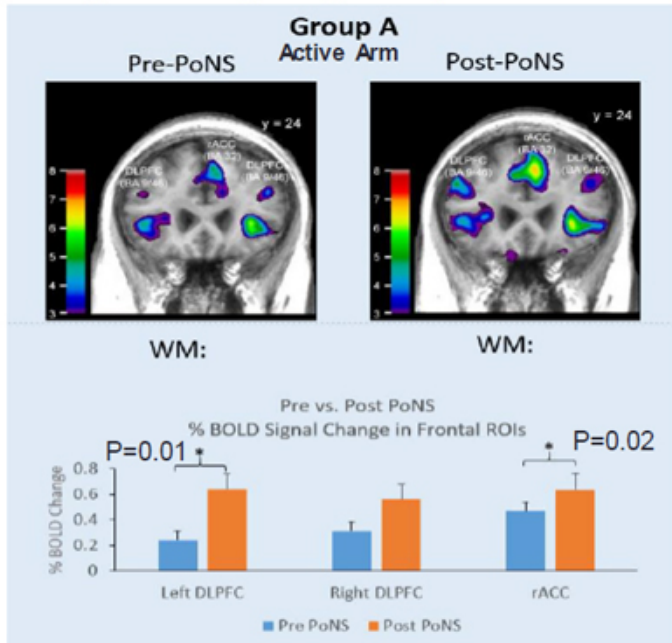 Group A
Active Arm
Pre-PoNS
Post-PoNS
y = 24
rACC
(BA 32)
DLPFC
(BA 9/46)
DLPFC
(BA 9/46)
8
7
6
5
4
3
y = 24
rACC
(BA 32)
DLPFC
(BA 9/46)
DLPFC
(BA 9/46)
8
7
6
5
4
3
WM:
WM:
Pre vs. Post PoNS
% BOLD Signal Change in Frontal ROIs
P=0.01
*
*
P=0.02
% BOLD Change
0.8
0.6
0.4
0.2
0
Left DLPFC
Right DLPFC
rACC
Pre PoNS
Post PoNS